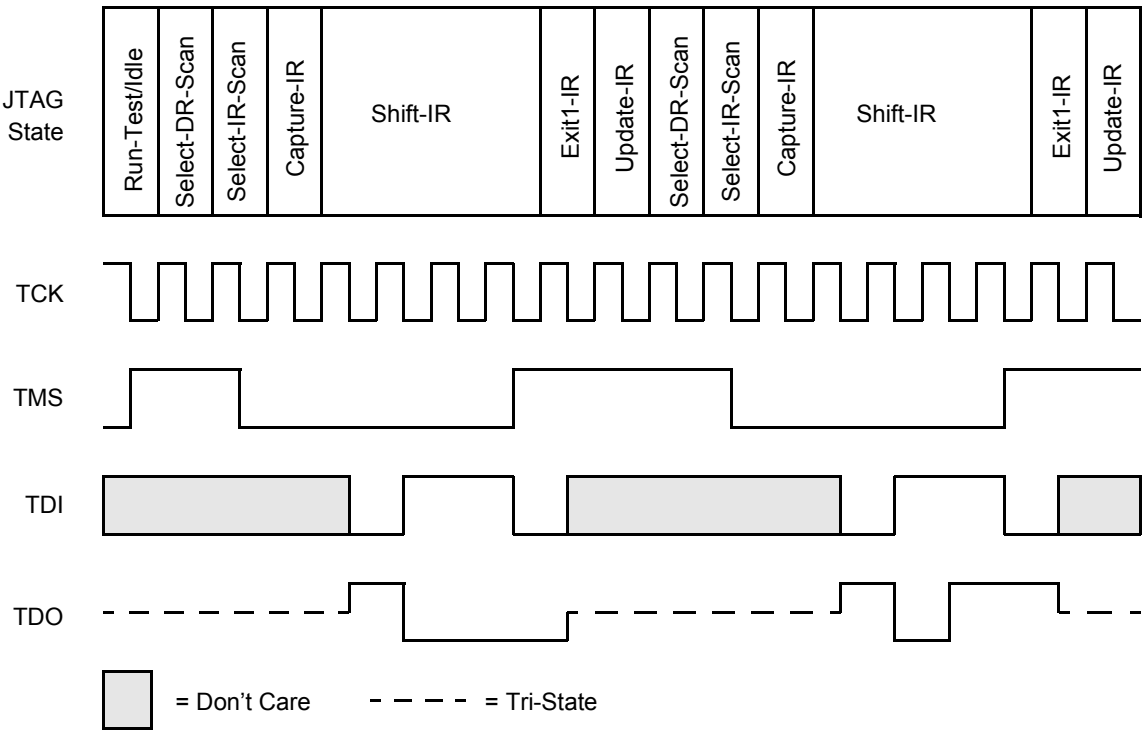 JTAG
State
Run-Test/Idle
Select-DR-Scan
Select-IR-Scan
Capture-IR
Shift-IR
Exit1-IR
Update-IR
Select-DR-Scan
Select-IR-Scan
Capture-IR
Shift-IR
Exit1-IR
Update-IR
TCK
TMS
TDI
TDO
= Don't Care
= Tri-State